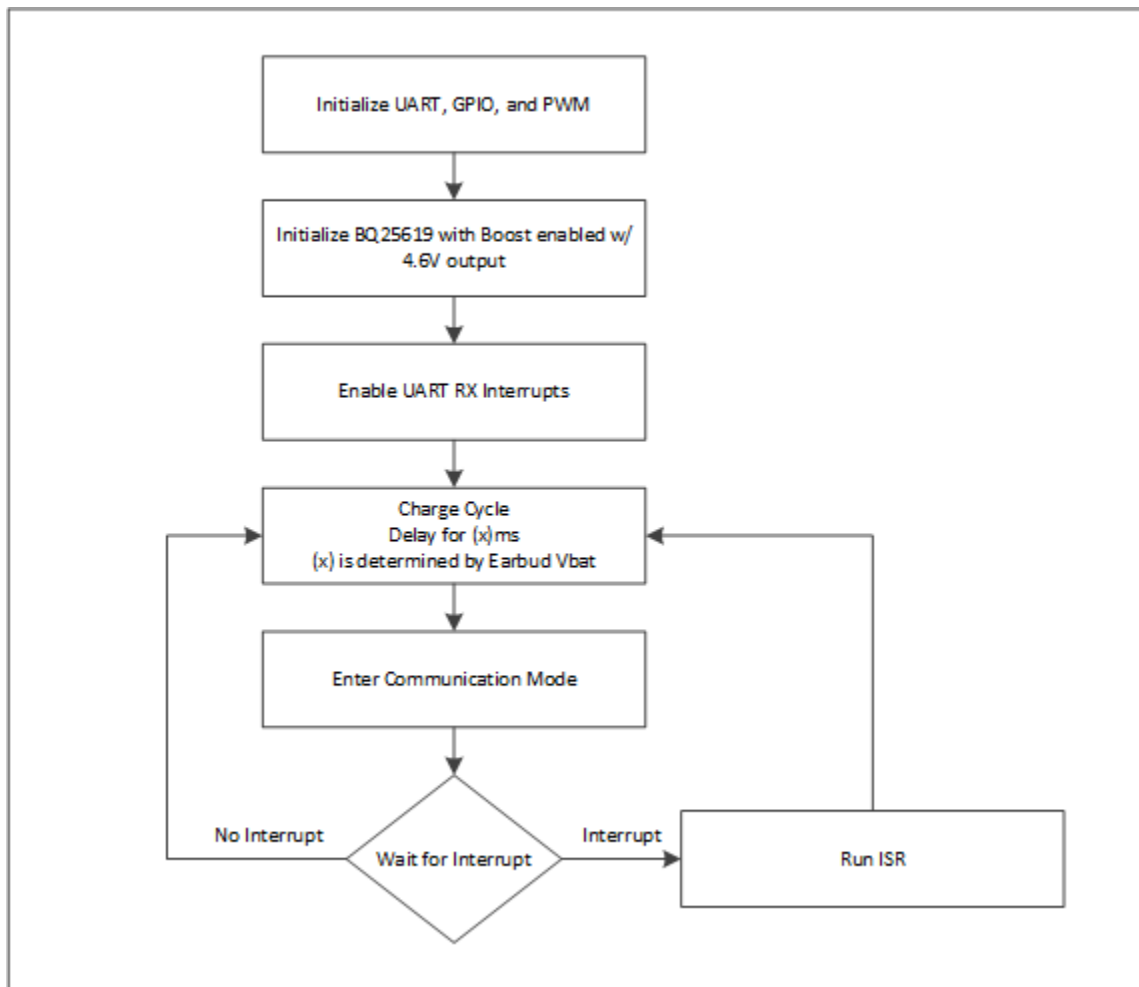 Initialize UART, GPIO, and PWM
Initialize BQ25619 with Boost enabled w/
4.6V output
Enable UART RX Interrupts
Charge Cycle
Delay for (x)ms
(x) is determined by Earbud Vbat
Enter Communication Mode
No Interrupt
Wait for Interrupt
Interrupt
Run ISR